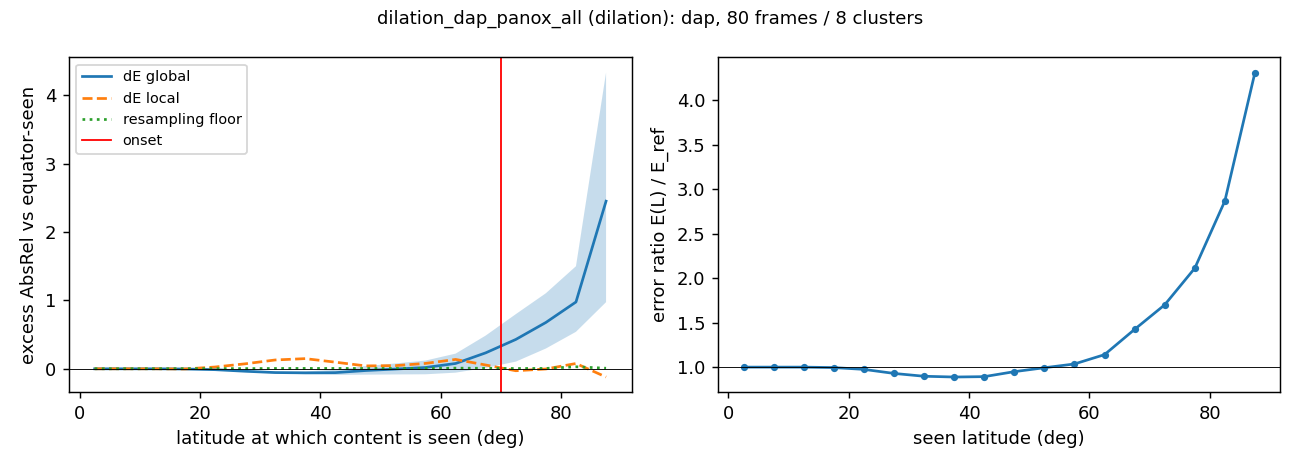 dilation_dap_panox_all (dilation): dap, 80 frames / 8 clusters
excess AbsRel vs equator-seen
4
3
2
1
0
dE global
dE local
resampling floor
onset
0 20 40 60 80
latitude at which content is seen (deg)
error ratio E(L) / E_ref
4.0
3.5
3.0
2.5
2.0
1.5
1.0
0 20 40 60 80
seen latitude (deg)